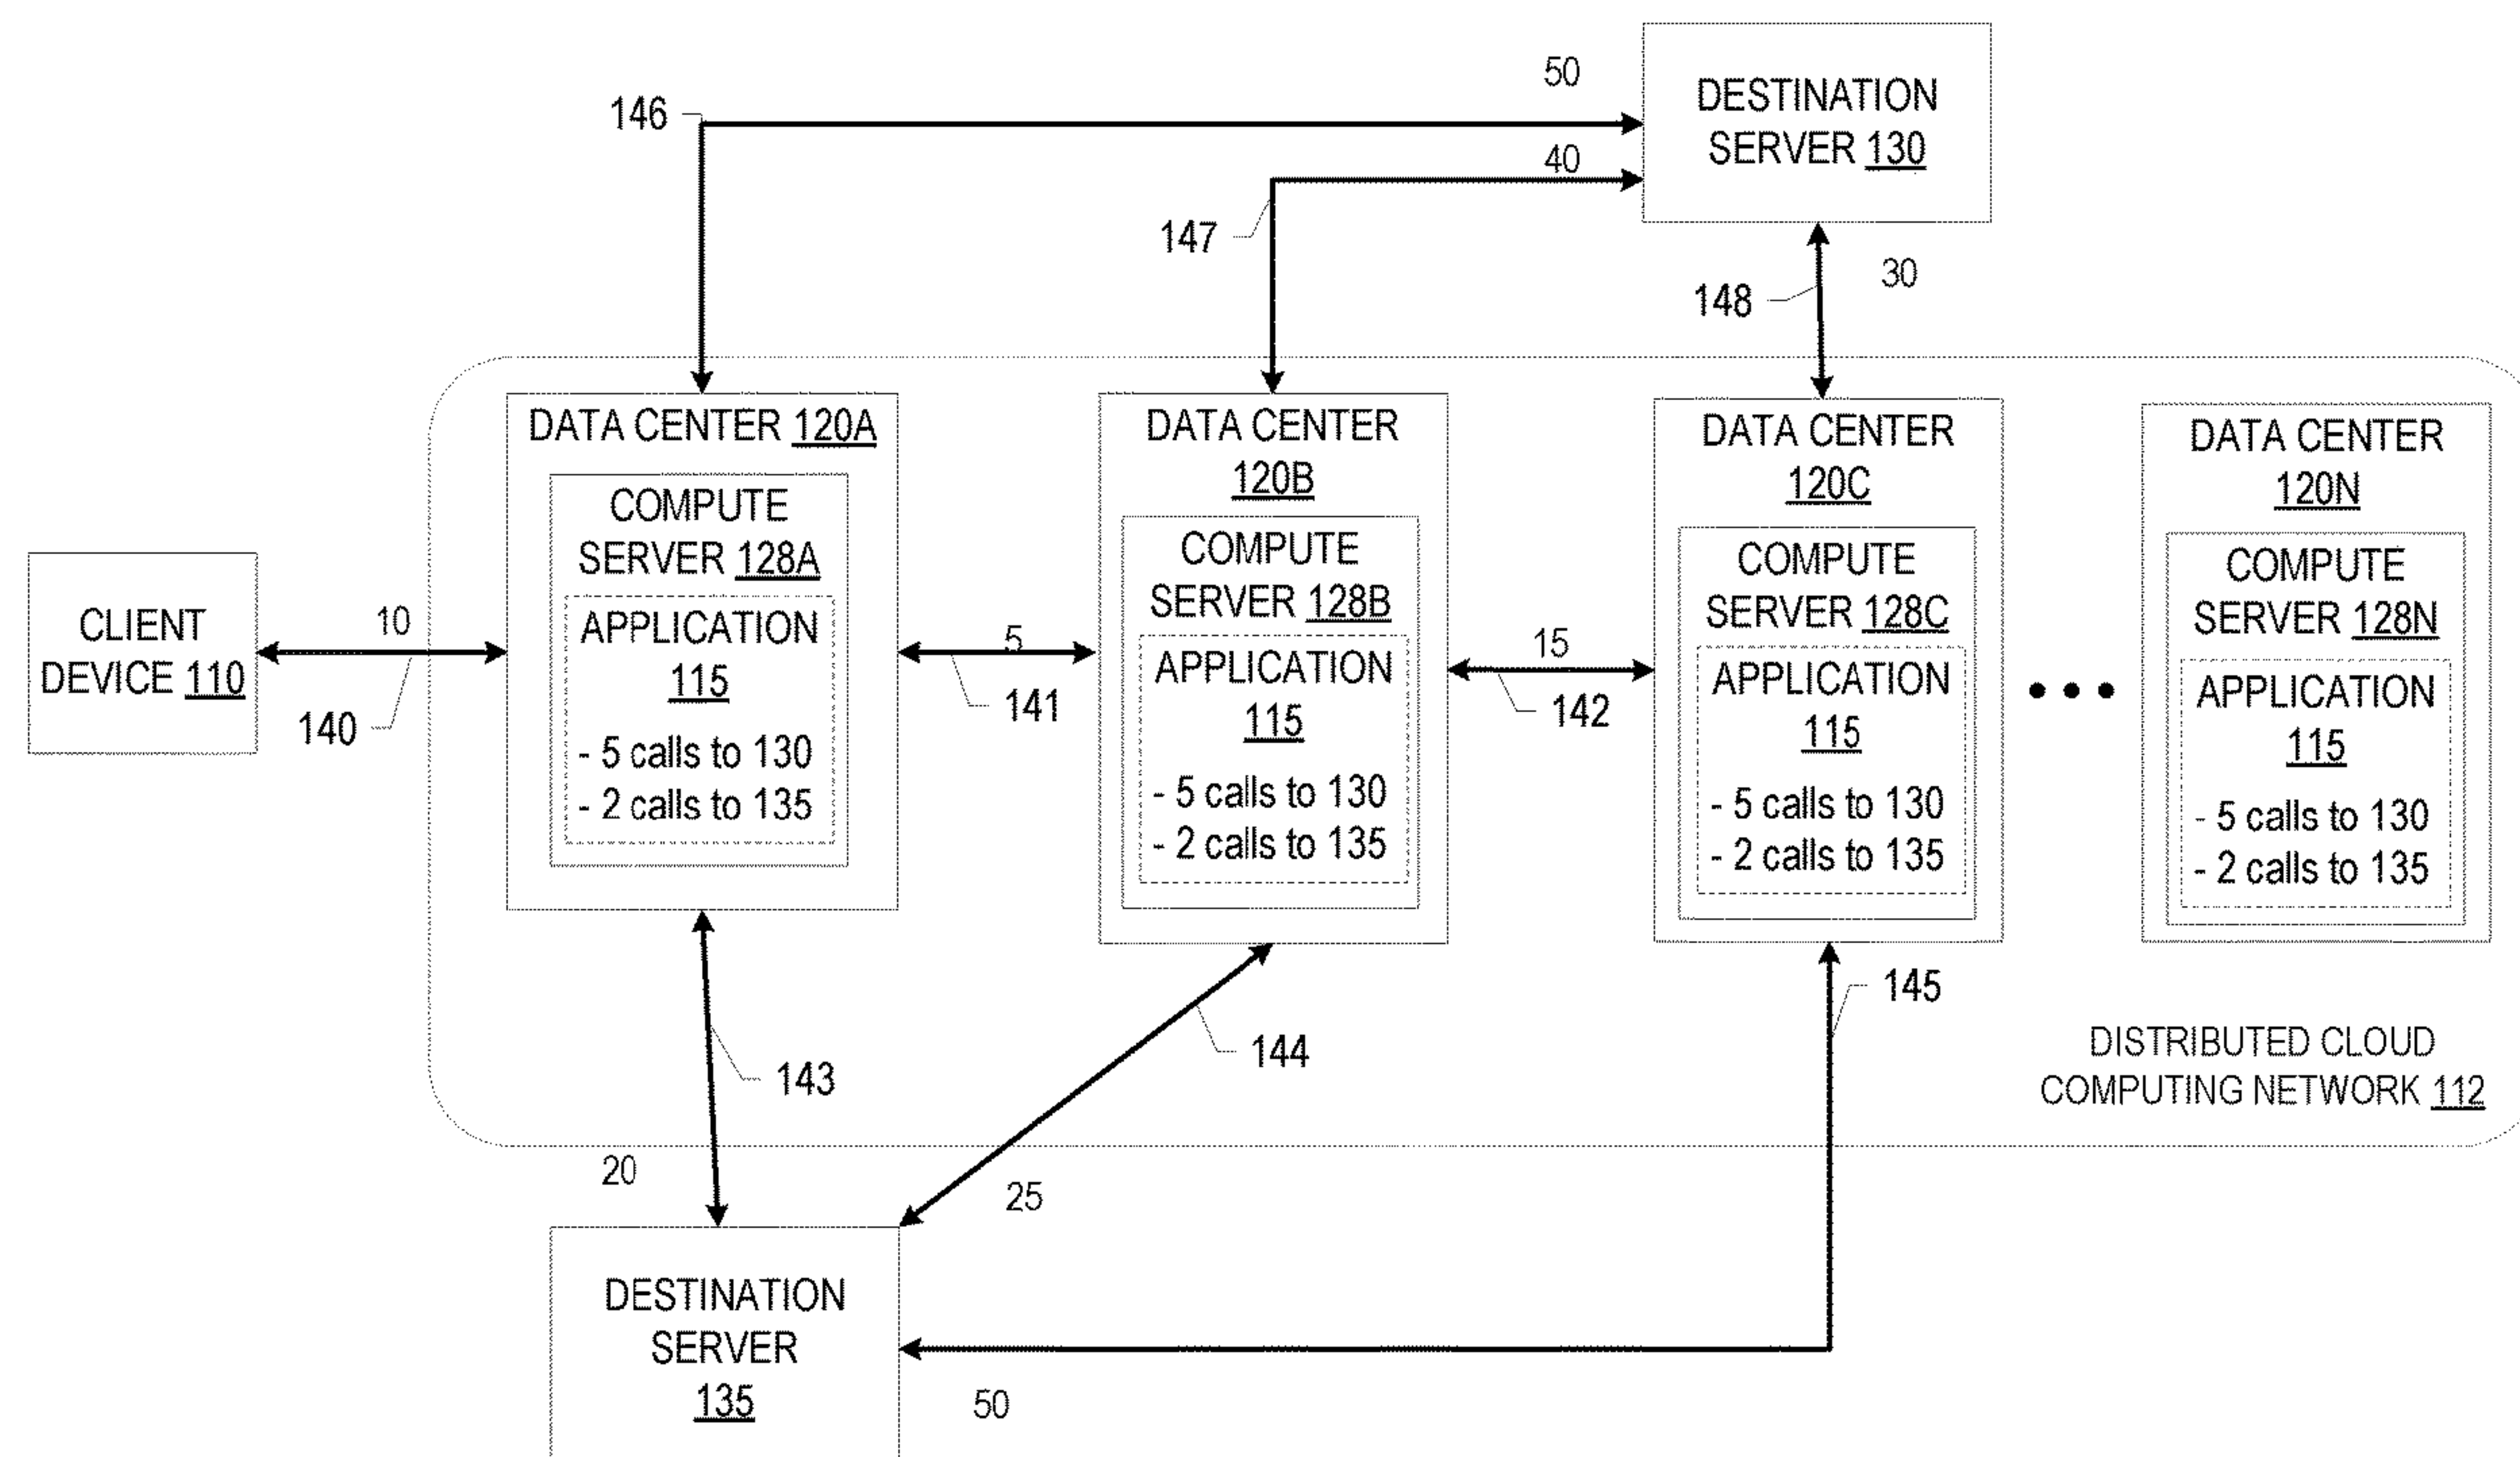 50
DESTINATION
SERVER 130
146
40
147
30
148
DATA CENTER 120A
COMPUTE
SERVER 128A
APPLICATION
115
- 5 calls to 130
- 2 calls to 135
DATA CENTER
120B
COMPUTE
SERVER 128B
APPLICATION
115
- 5 calls to 130
- 2 calls to 135
DATA CENTER
120C
COMPUTE
SERVER 128C
APPLICATION
115
- 5 calls to 130
- 2 calls to 135
DATA CENTER
120N
COMPUTE
SERVER 128N
APPLICATION
115
- 5 calls to 130
- 2 calls to 135
CLIENT
DEVICE 110
10
140
5
141
15
142
145
143
144
DISTRIBUTED CLOUD
COMPUTING NETWORK 112
20
25
DESTINATION
SERVER
135
50